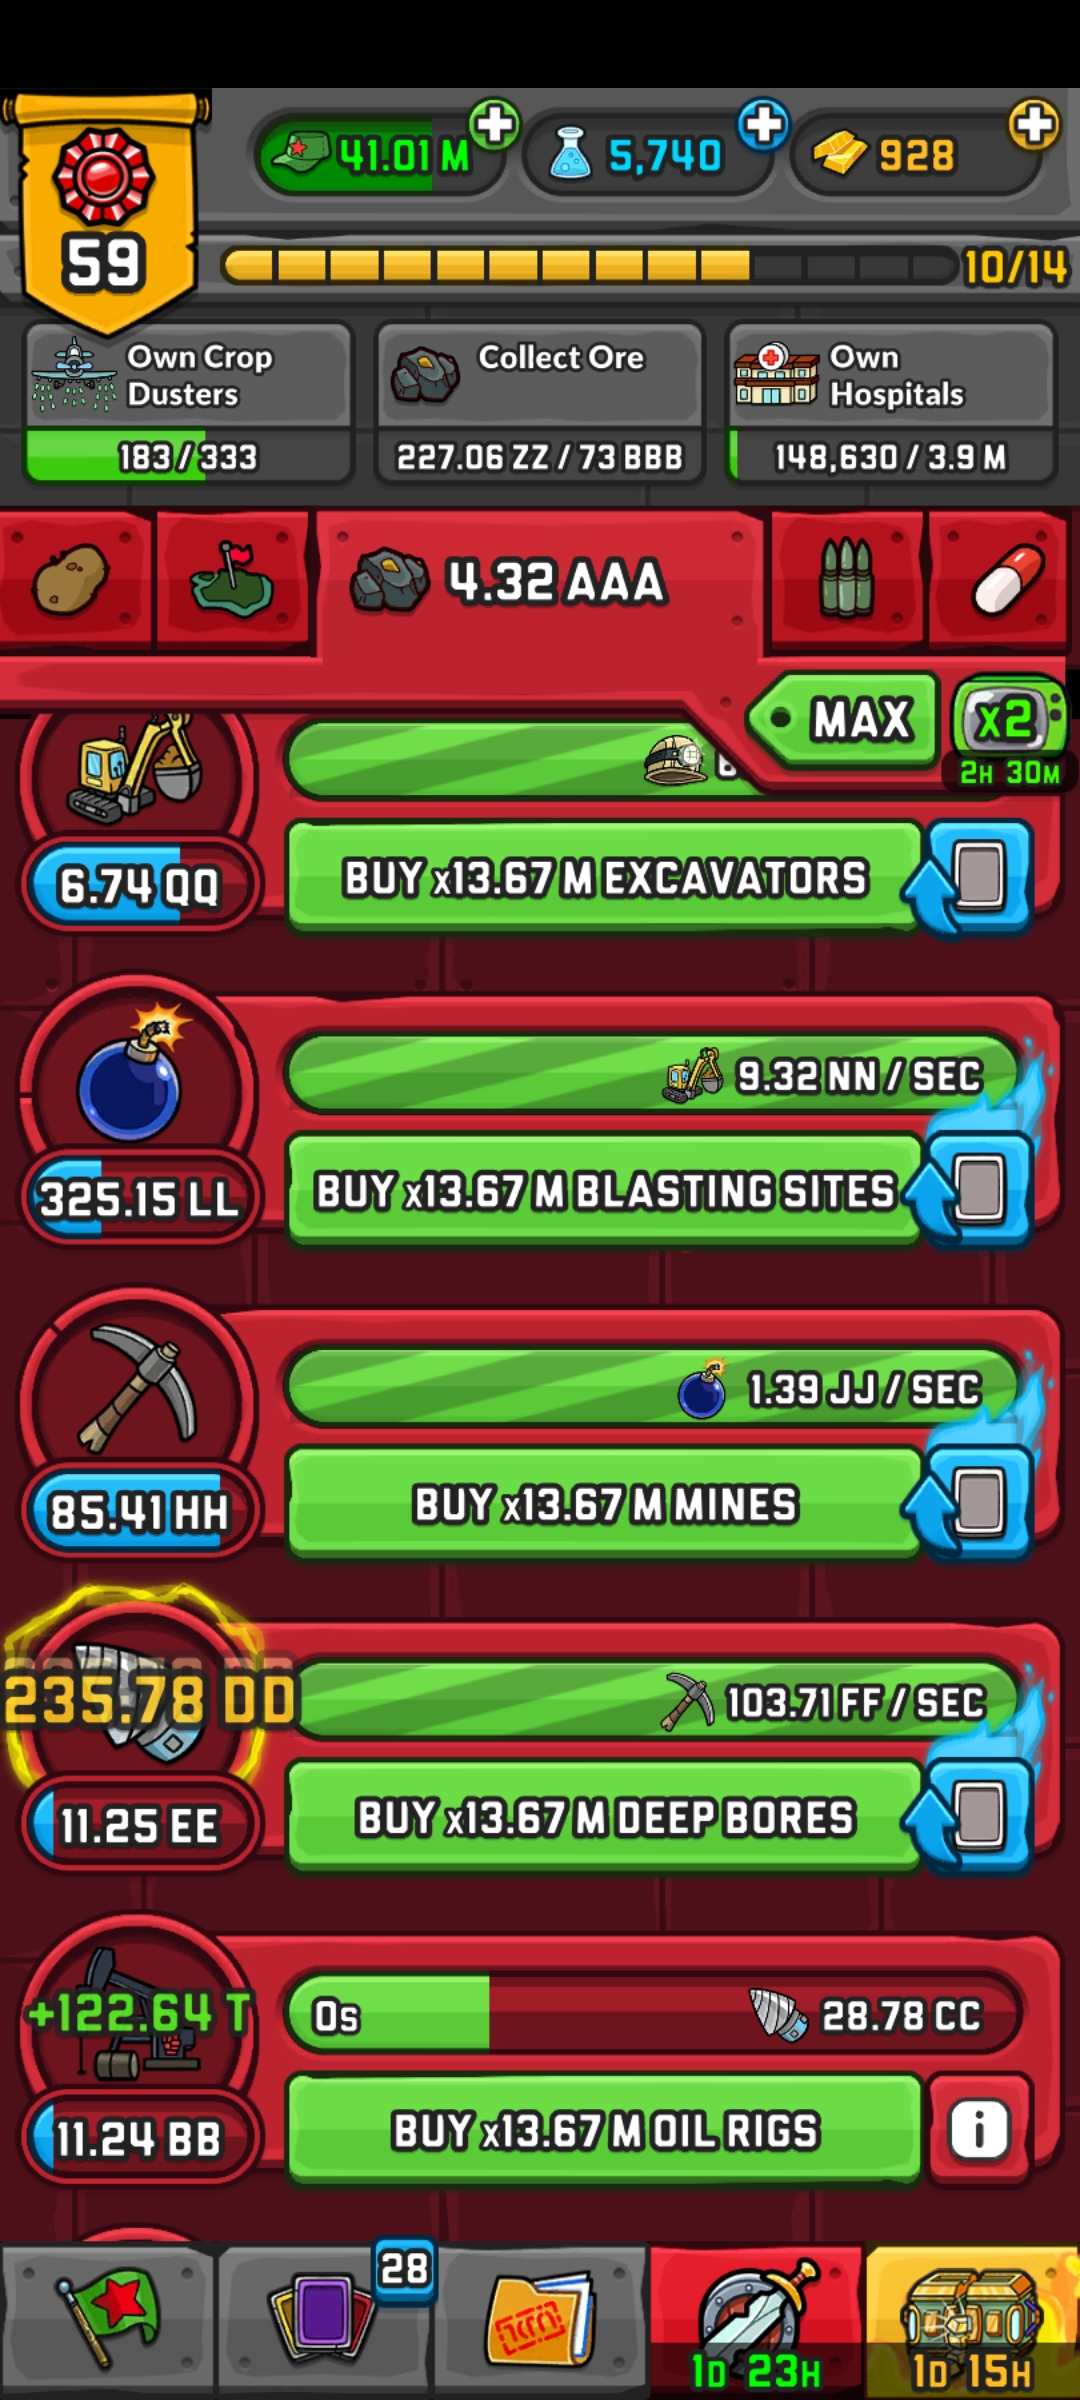 41.01 M
5,740
928
59
10/14
Own Crop
Dusters
183/333
Collect Ore
227.06 ZZ / 73 BBB
Own
Hospitals
148,630 / 3.9 M
4.32 AAA
MAX
x2
2H 30M
6.74 QQ
BUY x13.67 M EXCAVATORS
9.32 NN / SEC
325.15 LL
BUY x13.67 M BLASTING SITES
1.39 JJ / SEC
85.41 HH
BUY x13.67 M MINES
235.78 DD
103.71 FF / SEC
11.25 EE
BUY x13.67 M DEEP BORES
+122.64 T
0s
28.78 CC
11.24 BB
BUY x13.67 M OIL RIGS
i
28
1D 23H
1D 15H